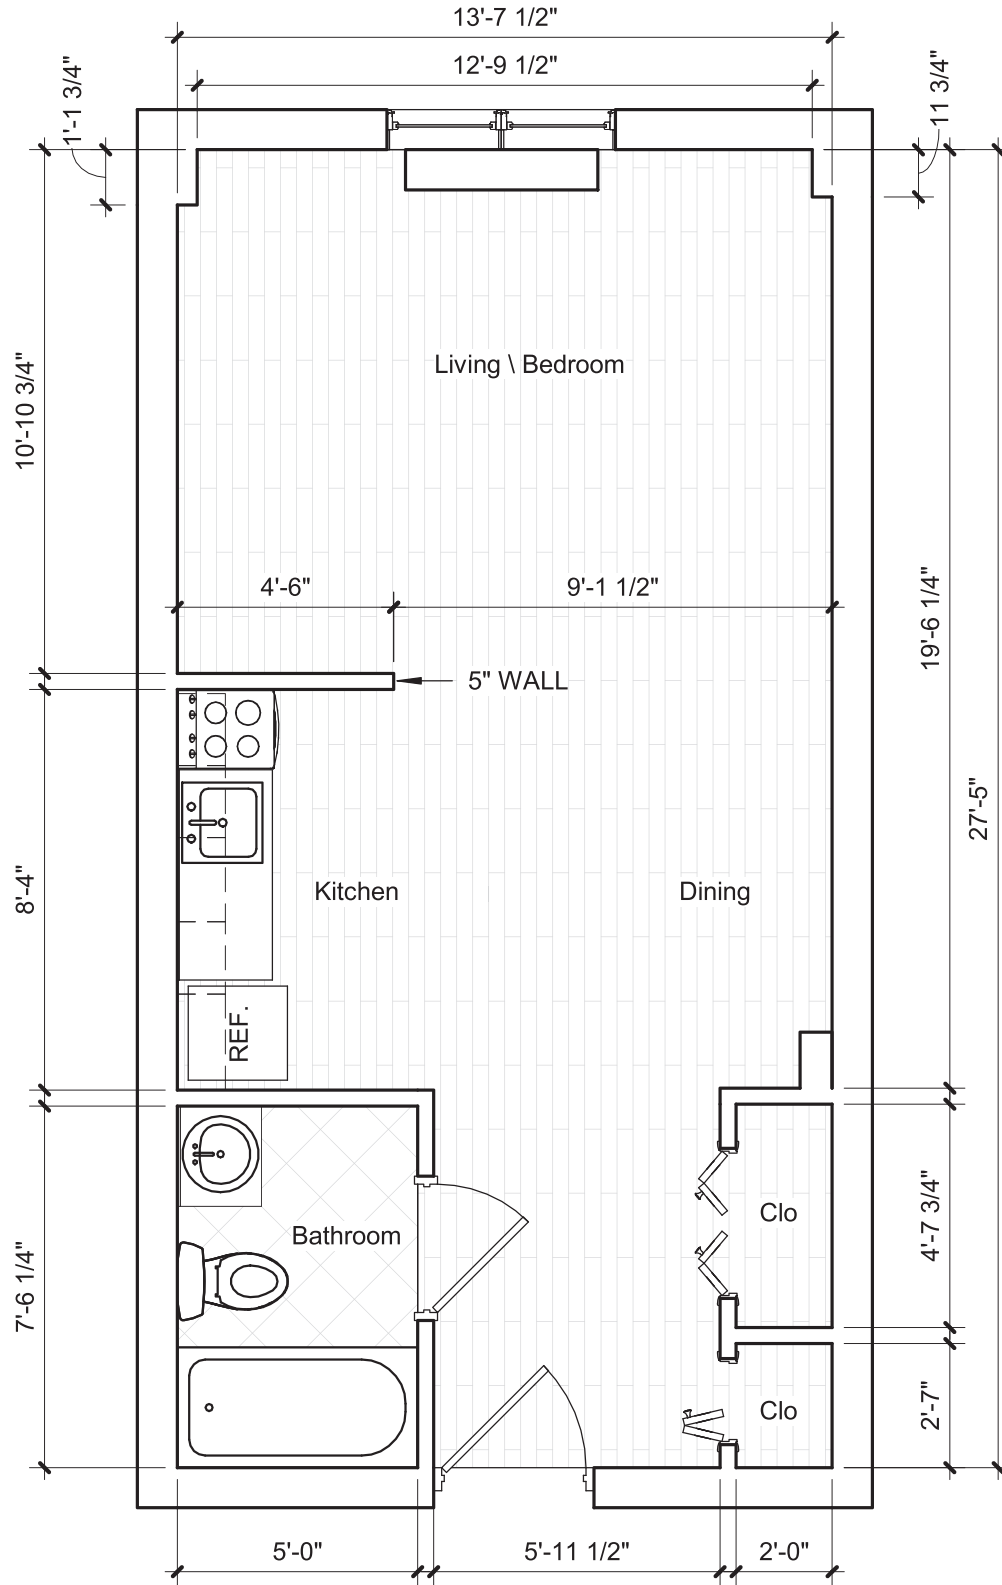 13'-7 1/2"
12'-9 1/2"
1'-1 3/4"
11 3/4"
Living \ Bedroom
10'-10 3/4"
4'-6"
9'-1 1/2"
19'-6 1/4"
5" WALL
27'-5"
8'-4"
Kitchen
Dining
REF.
Clo
4'-7 3/4"
Bathroom
7'-6 1/4"
Clo
2'-7"
5'-0"
5'-11 1/2"
2'-0"